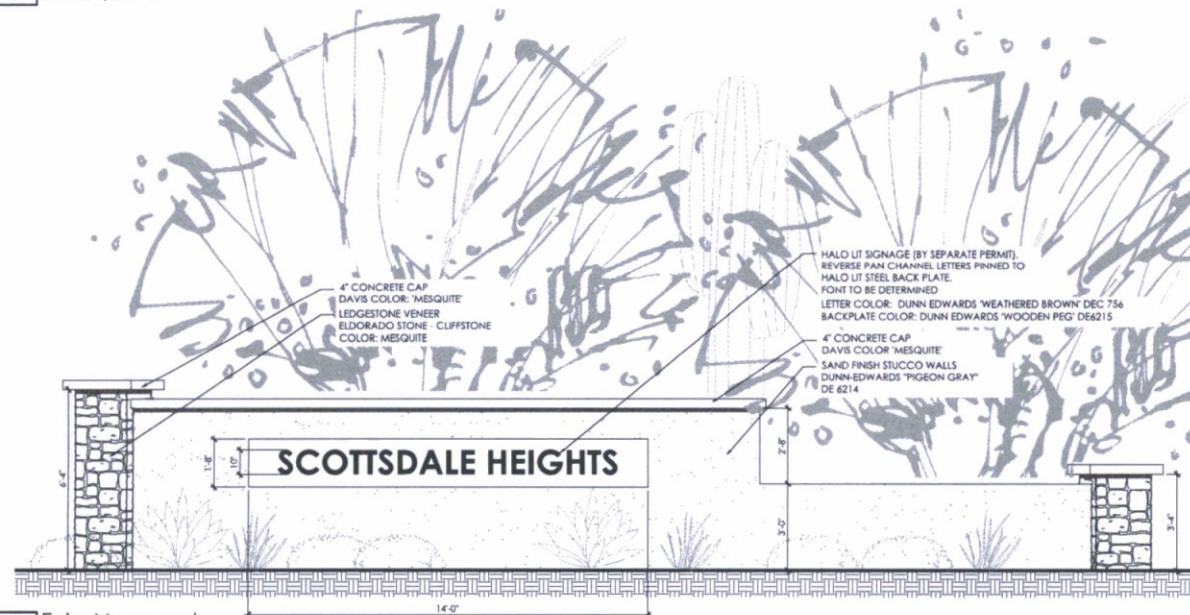 4" CONCRETE CAP
DAVIS COLOR: 'MESQUITE'
LEDGESTONE VENEER
ELDORADO STONE - CLIFFSTONE
COLOR: MESQUITE
HALO LIT SIGNAGE (BY SEPARATE PERMIT).
REVERSE PAN CHANNEL LETTERS PINNED TO
HALO LIT STEEL BACK PLATE.
FONT TO BE DETERMINED
LETTER COLOR: DUNN EDWARDS 'WEATHERED BROWN' DEC 756
BACKPLATE COLOR: DUNN EDWARDS 'WOODEN PEG' DE6215
4" CONCRETE CAP
DAVIS COLOR 'MESQUITE'
SAND FINISH STUCCO WALLS
DUNN-EDWARDS "PIGEON GRAY"
DE 6214
6'-4"
1'-8"
10"
SCOTTSDALE HEIGHTS
2'-8"
3'-0"
3'-4"
14'-0"